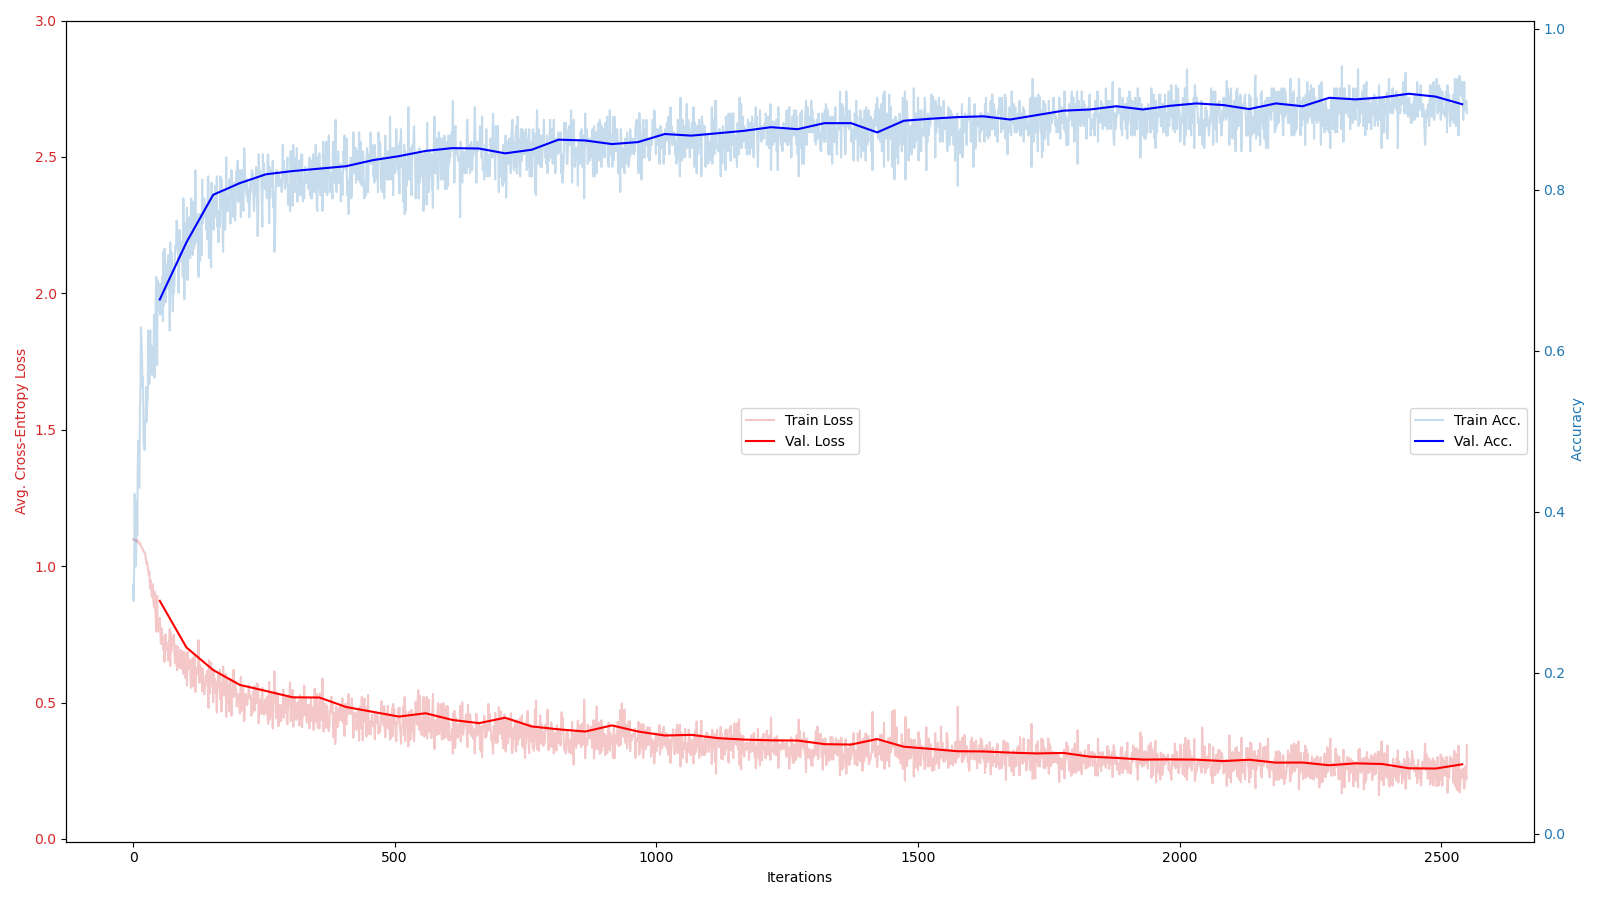 3.0
2.5
2.0
1.5
1.0
0.5
0.0
Avg. Cross-Entropy Loss
0
500
1000
1500
2000
2500
Iterations
Train Loss
Val. Loss
Train Acc.
Val. Acc.
1.0
0.8
0.6
0.4
0.2
0.0
Accuracy